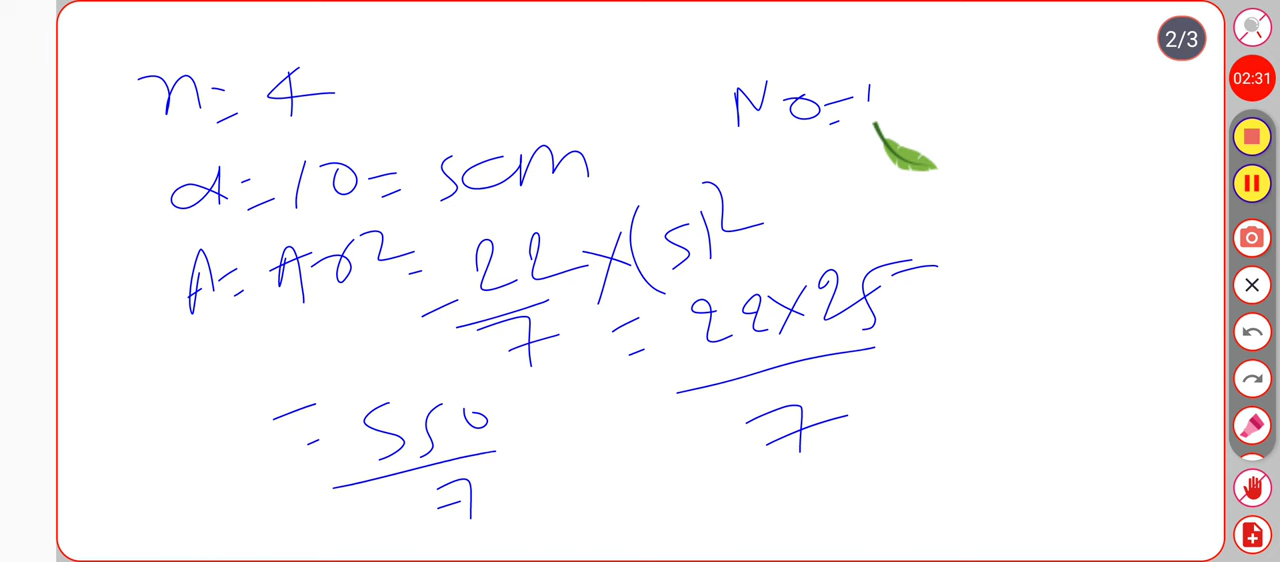 2/3
02:31
n = 4
No = 1
d = 10 = 5cm
A = πr² = 22/7 × (5)²
= 22×25/7
= 550/7